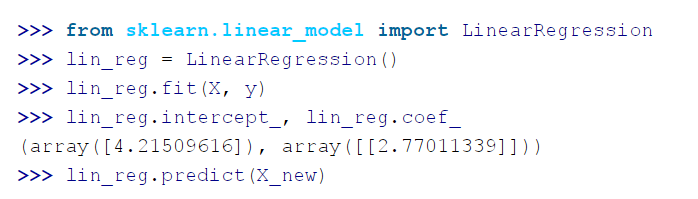 >>> from sklearn.linear_model import LinearRegression
>>> lin_reg = LinearRegression()
>>> lin_reg.fit(X, y)
>>> lin_reg.intercept_, lin_reg.coef_
(array([4.21509616]), array([[2.77011339]]))
>>> lin_reg.predict(X_new)